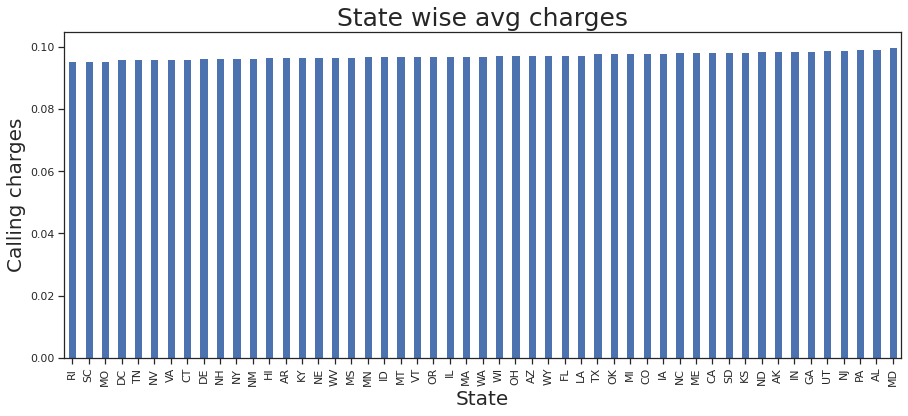 State wise avg charges
Calling charges
0.10
0.08
0.06
0.04
0.02
0.00
RI SC MO DC TN NV VA CT DE NH NY NM HI AR KY NE WV MS MN ID MT VT OR IL MA WA WI OH AZ WY FL LA TX OK MI CO IA NC ME CA SD KS ND AK IN GA UT NJ PA AL MD
State